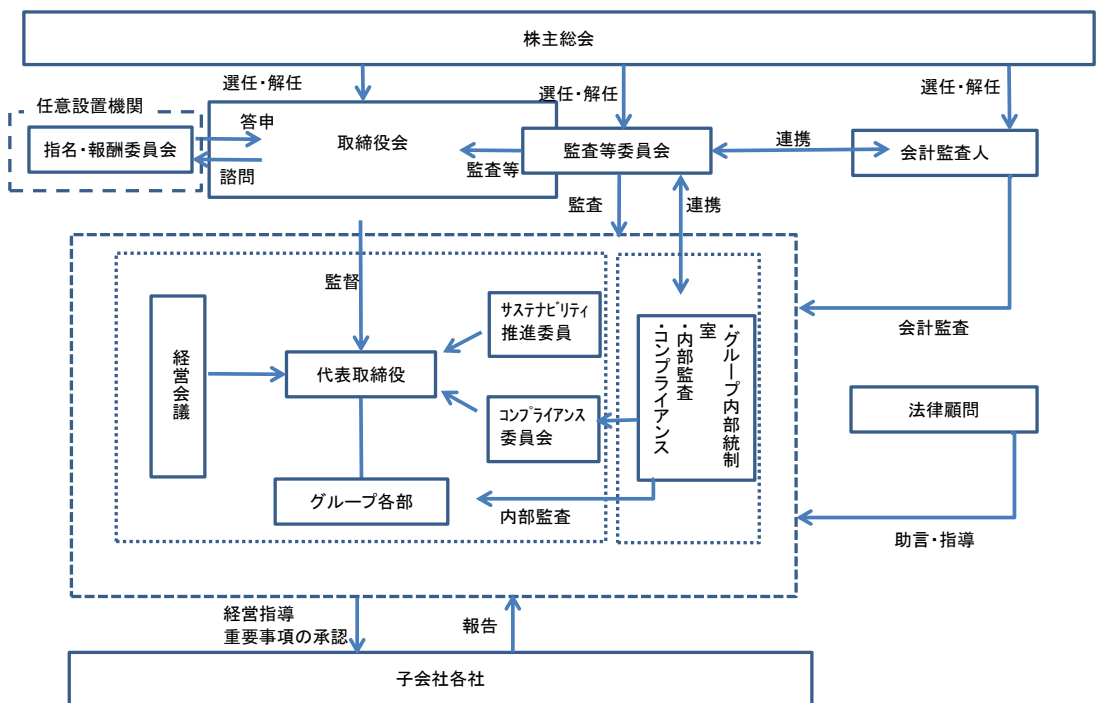 株主総会
選任・解任
選任・解任
選任・解任
任意設置機関
指名・報酬委員会
答申
諮問
取締役会
監査等
監査等委員会
連携
会計監査人
監査
連携
監督
経営会議
代表取締役
ｻｽﾃﾅﾋﾞﾘﾃｨ
推進委員
ｺﾝﾌﾟﾗｲｱﾝｽ
委員会
・グループ内部統制
室
・内部監査
・コンプライアンス
会計監査
法律顧問
グループ各部
内部監査
助言・指導
経営指導
重要事項の承認
報告
子会社各社